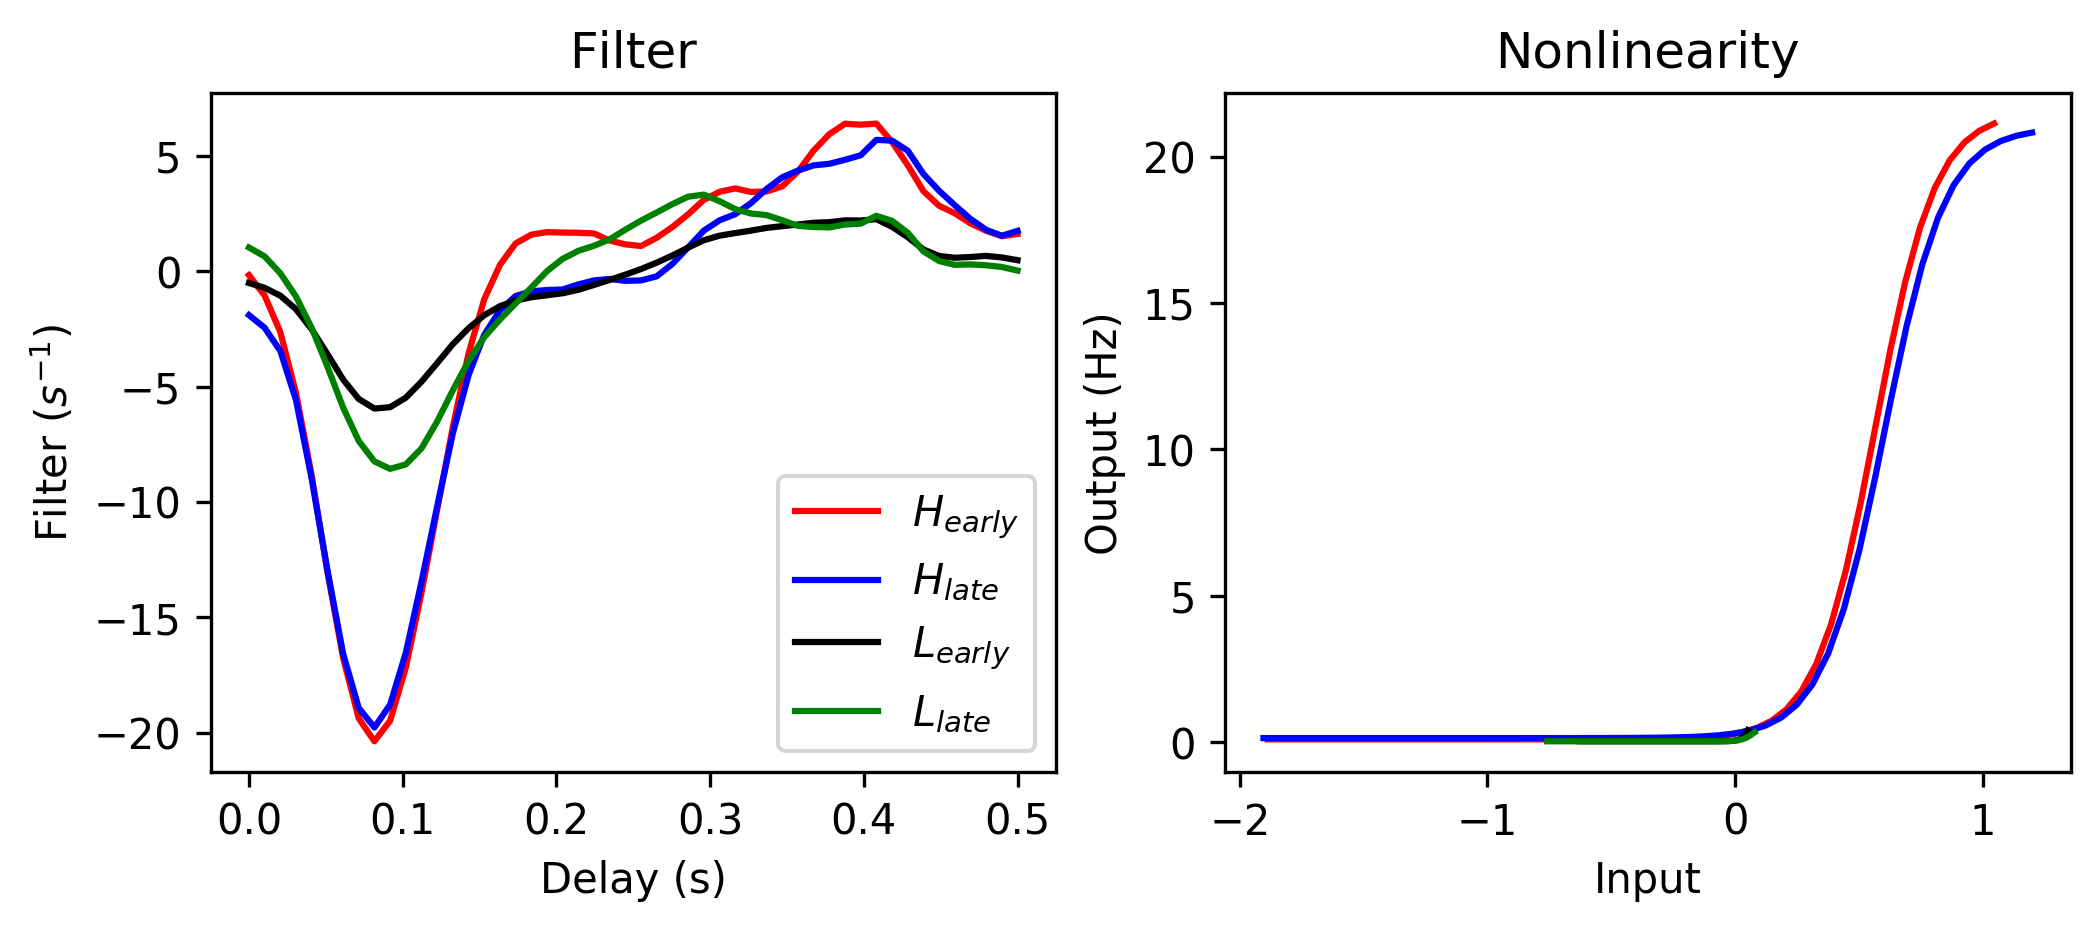 Filter
Nonlinearity
Filter (s⁻¹)
5
0
−5
−10
−15
−20
0.0 0.1 0.2 0.3 0.4 0.5
Delay (s)
H_early
H_late
L_early
L_late
Output (Hz)
20
15
10
5
0
−2 −1 0 1
Input